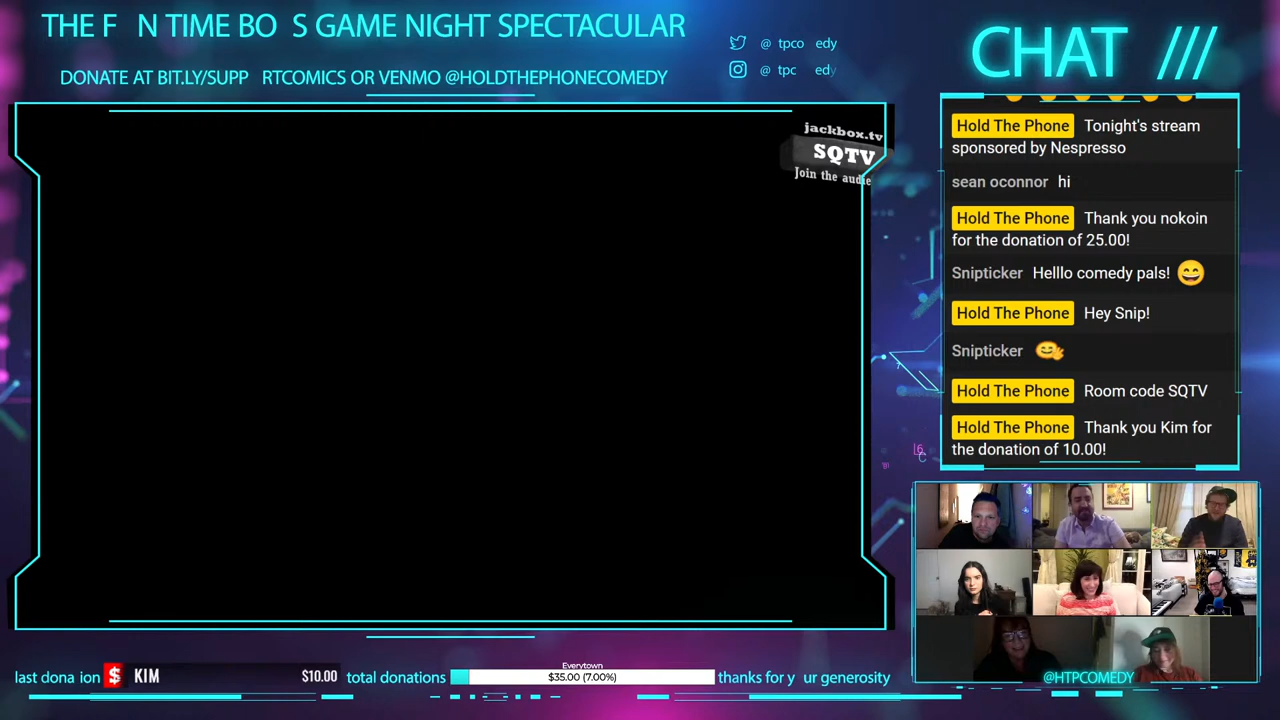 THE F N TIME BO S GAME NIGHT SPECTACULAR
DONATE AT BIT.LY/SUPP RTCOMICS OR VENMO @HOLDTHEPHONECOMEDY
@ tpco edy
@ tpc edy
CHAT ///
jackbox.tv
SQTV
Join the audie
Hold The Phone Tonight's stream
sponsored by Nespresso
sean oconnor hi
Hold The Phone Thank you nokoin
for the donation of 25.00!
Snipticker Helllo comedy pals! 😄
Hold The Phone Hey Snip!
Snipticker
Hold The Phone Room code SQTV
Hold The Phone Thank you Kim for
the donation of 10.00!
@HTPCOMEDY
last dona ion $ KIM $10.00
total donations
Everytown
$35.00 (7.00%)
thanks for y ur generosity